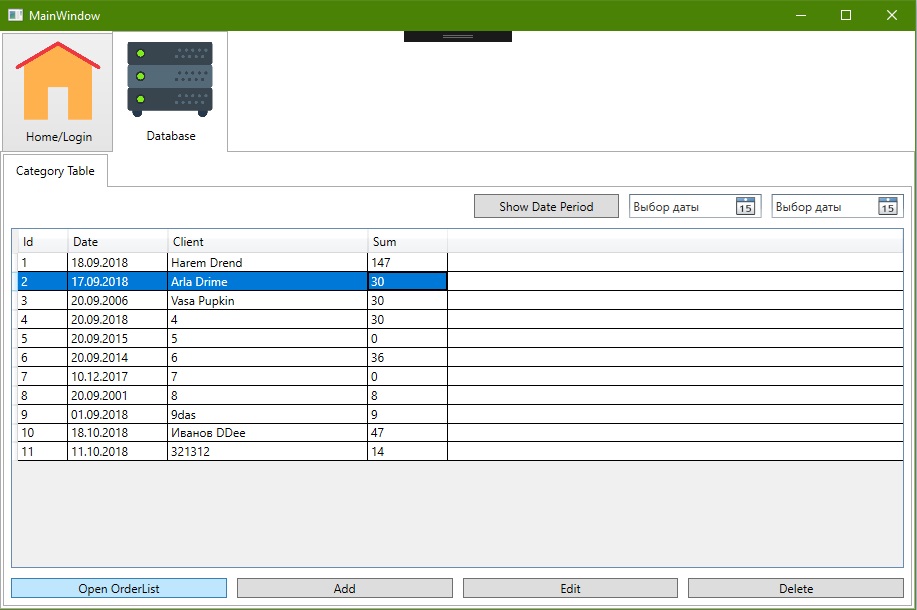 MainWindow
Home/Login
Database
Category Table
Show Date Period
Выбор даты 15
Выбор даты 15
Id Date Client Sum
1 18.09.2018 Harem Drend 147
2 17.09.2018 Arla Drime 30
3 20.09.2006 Vasa Pupkin 30
4 20.09.2018 4 30
5 20.09.2015 5 0
6 20.09.2014 6 36
7 10.12.2017 7 0
8 20.09.2001 8 8
9 01.09.2018 9das 9
10 18.10.2018 Иванов DDee 47
11 11.10.2018 321312 14
Open OrderList Add Edit Delete